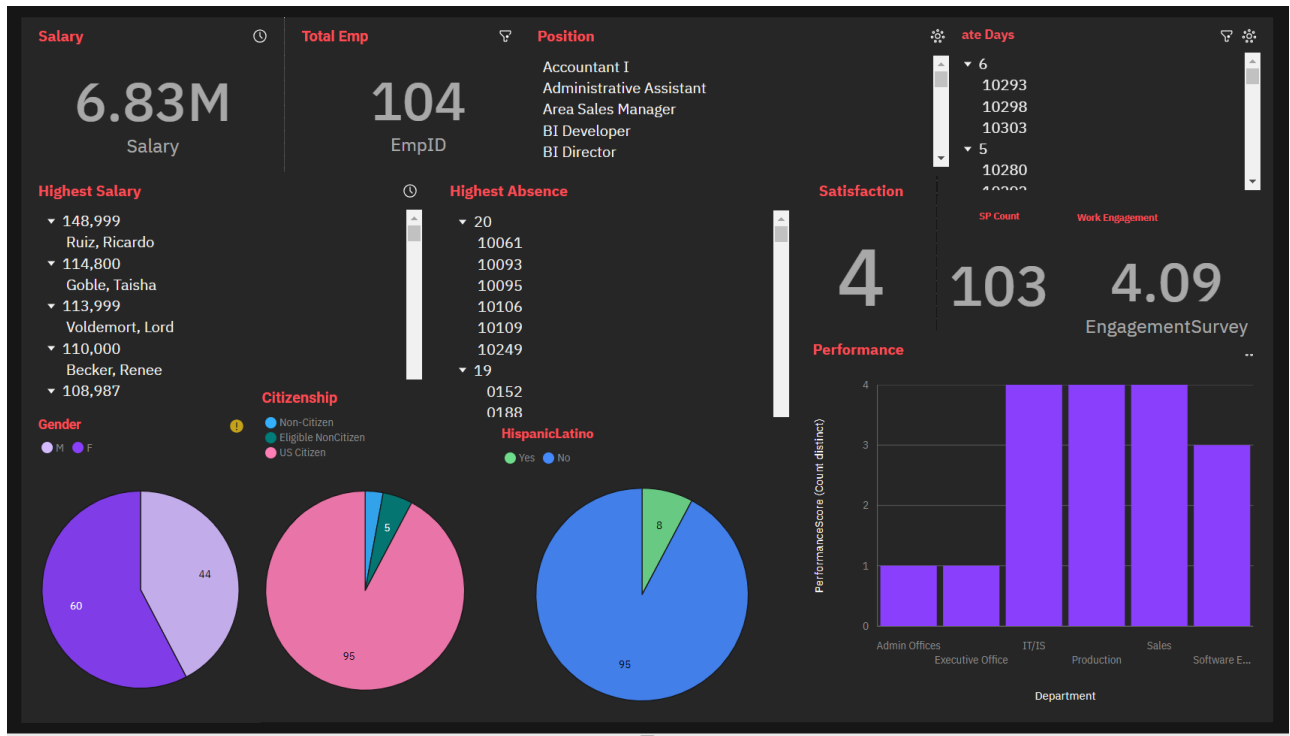 Salary
6.83M
Salary
Total Emp
104
EmpID
Position
Accountant I
Administrative Assistant
Area Sales Manager
BI Developer
BI Director
ate Days
6
10293
10298
10303
5
10280
Highest Salary
148,999
Ruiz, Ricardo
114,800
Goble, Taisha
113,999
Voldemort, Lord
110,000
Becker, Renee
108,987
Highest Absence
20
10061
10093
10095
10106
10109
10249
19
0152
0188
Satisfaction
4
SP Count
103
Work Engagement
4.09
EngagementSurvey
Gender
M F
44
60
Citizenship
Non-Citizen
Eligible NonCitizen
US Citizen
5
95
HispanicLatino
Yes No
8
95
Performance
PerformanceScore (Count distinct)
4
3
2
1
0
Admin Offices
Executive Office
IT/IS
Production
Sales
Software E...
Department